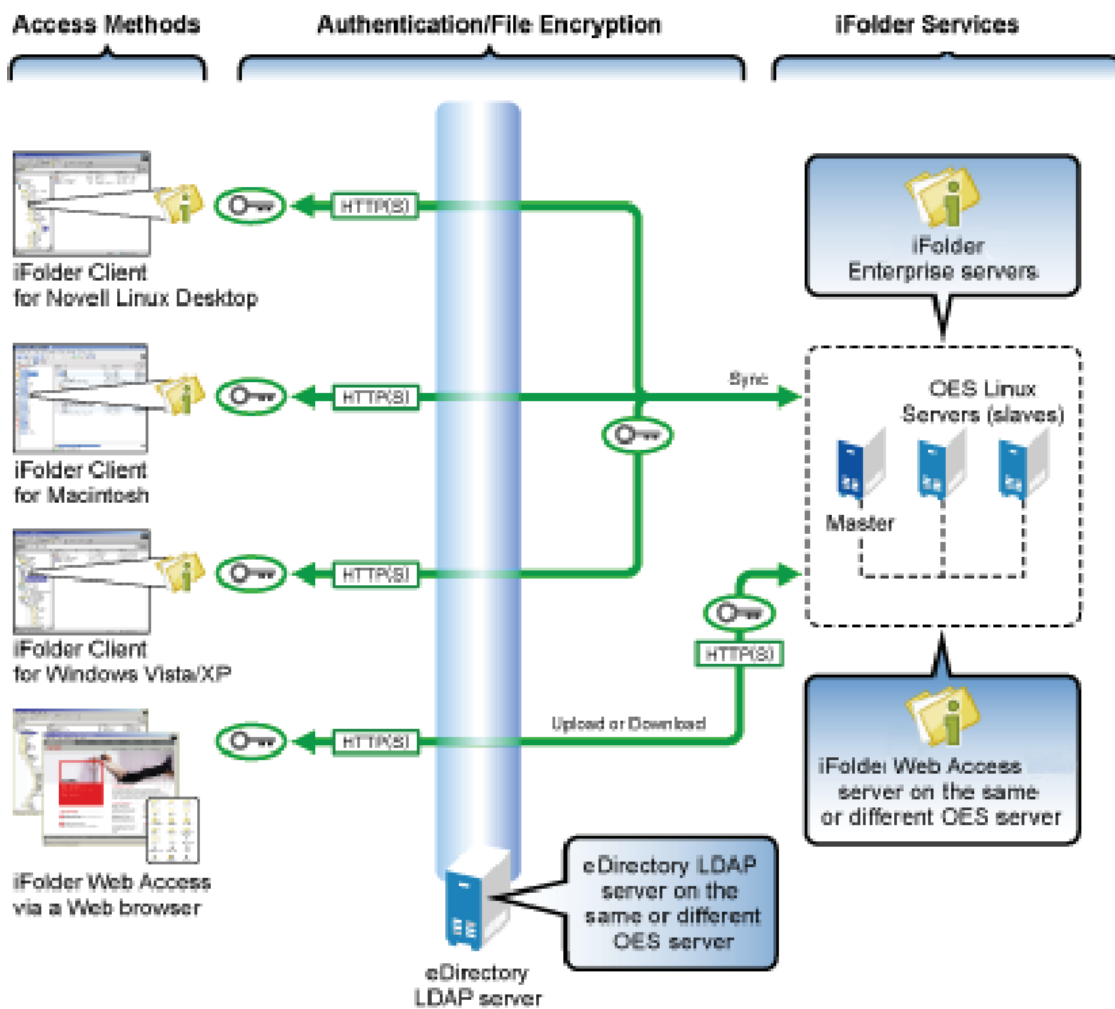 Access Methods
Authentication/File Encryption
iFolder Services
HTTP(S)
iFolder Client
for Novell Linux Desktop
iFolder
Enterprise servers
HTTP(S)
Sync
iFolder Client
for Macintosh
OES Linux
Servers (slaves)
Master
HTTP(S)
iFolder Client
for Windows Vista/XP
HTTP(S)
HTTP(S)
Upload or Download
iFolder Web Access
server on the same
or different OES server
iFolder Web Access
via a Web browser
eDirectory LDAP
server on the
same or different
OES server
eDirectory
LDAP server